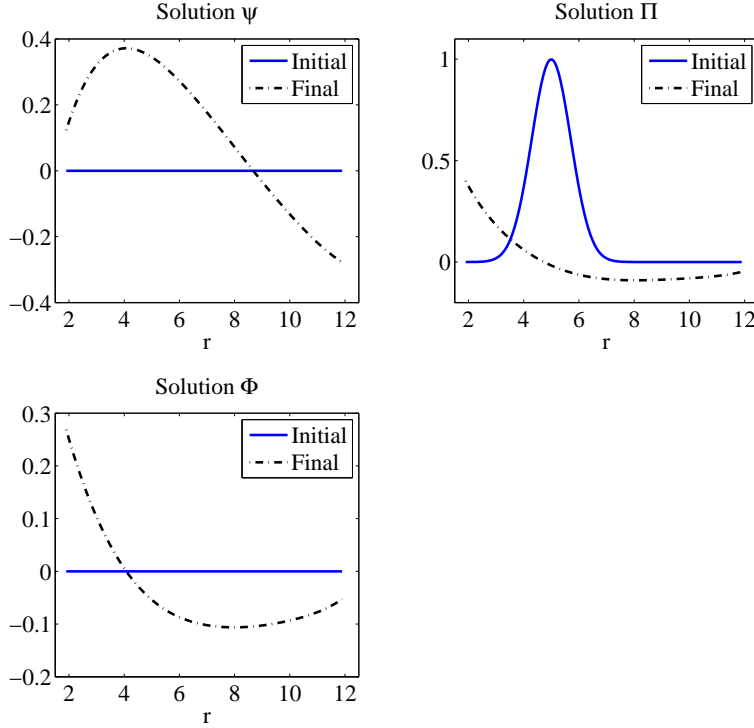 Solution ψ
0.4
0.2
0
−0.2
−0.4
2 4 6 8 10 12
r
Initial
Final
Solution Π
1
0.5
0
2 4 6 8 10 12
r
Initial
Final
Solution Φ
0.3
0.2
0.1
0
−0.1
−0.2
2 4 6 8 10 12
r
Initial
Final